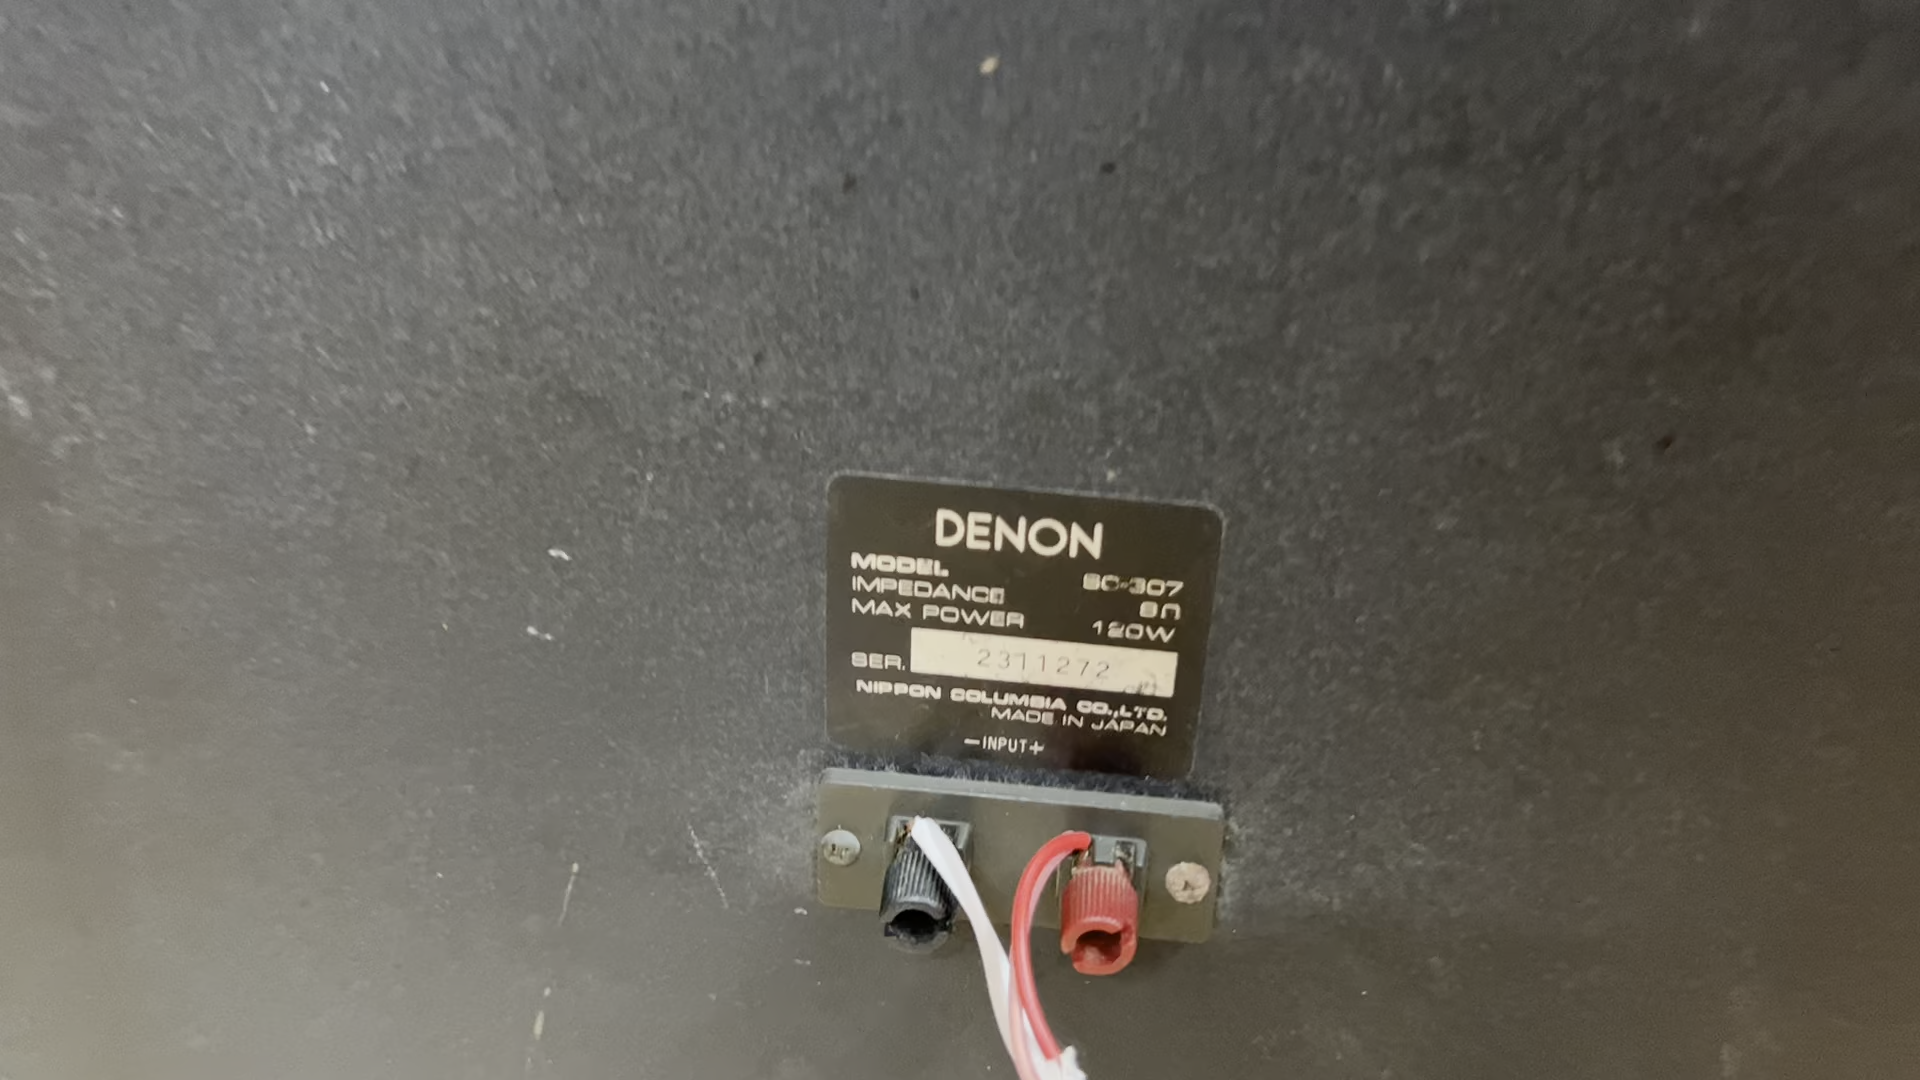 DENON
MODEL SC-307
IMPEDANCE 8Ω
MAX POWER 120W
SER. 2311272
NIPPON COLUMBIA CO.,LTD.
MADE IN JAPAN
−INPUT+